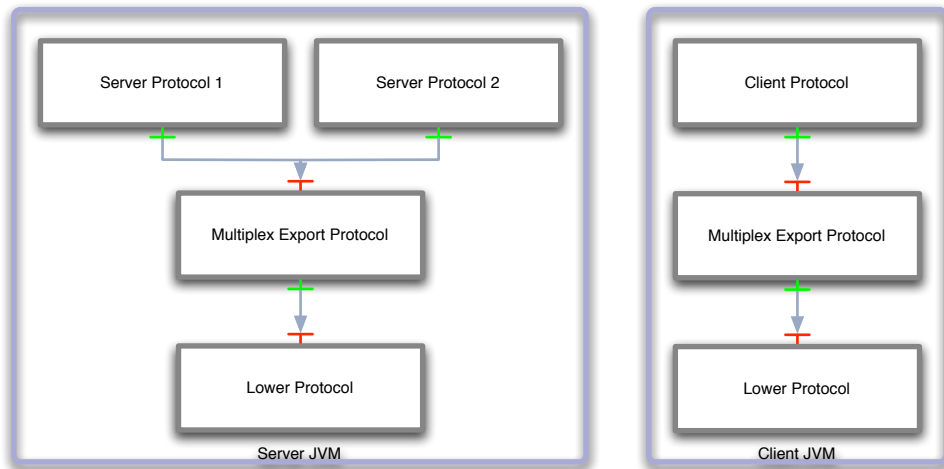 Server Protocol 1
Server Protocol 2
Multiplex Export Protocol
Lower Protocol
Server JVM
Client Protocol
Multiplex Export Protocol
Lower Protocol
Client JVM